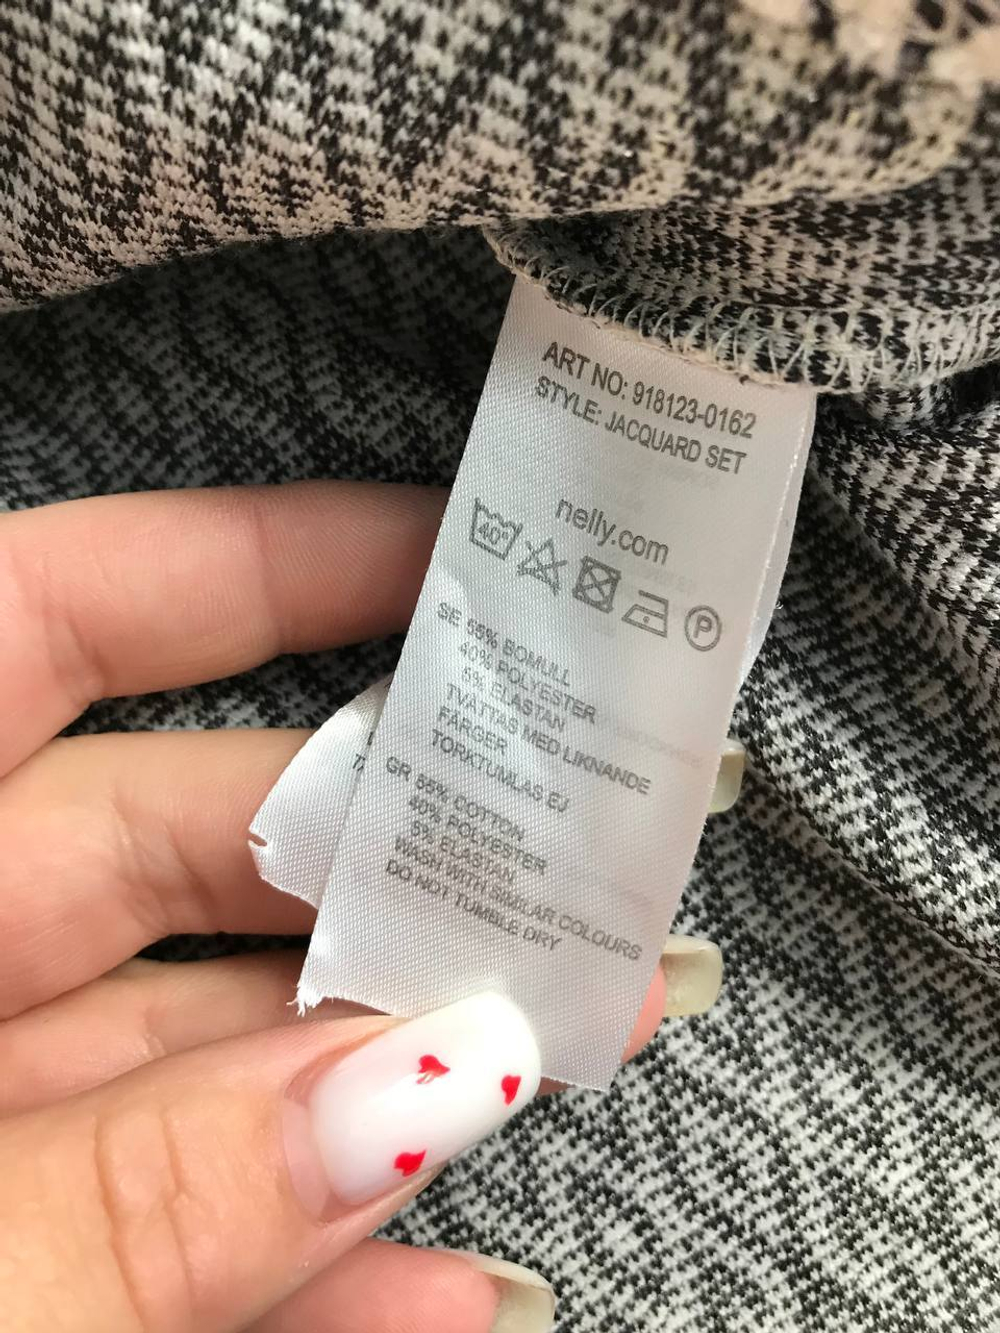 ART NO: 918123-0162
STYLE: JACQUARD SET
nelly.com
40°
P
SE 55% BOMULL
40% POLYESTER
5% ELASTAN
TVÄTTAS MED LIKNANDE
FÄRGER
TORKTUMLAS EJ
GR 55% COTTON
40% POLYESTER
5% ELASTAN
WASH WITH SIMILAR COLOURS
DO NOT TUMBLE DRY